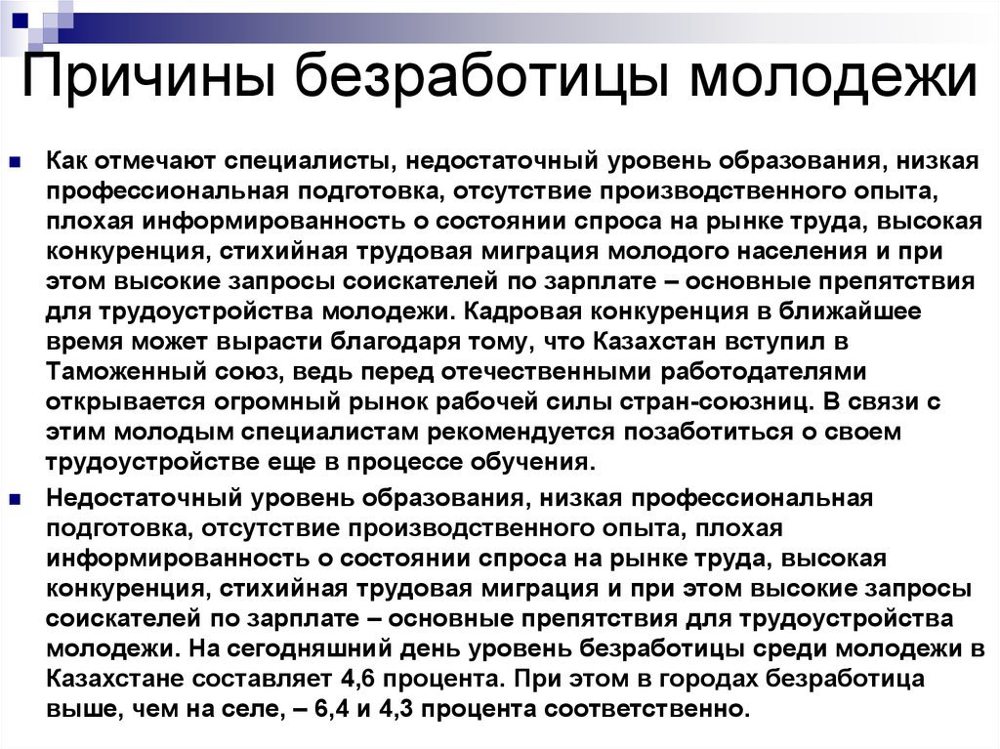 Причины безработицы молодежи
Как отмечают специалисты, недостаточный уровень образования, низкая
профессиональная подготовка, отсутствие производственного опыта,
плохая информированность о состоянии спроса на рынке труда, высокая
конкуренция, стихийная трудовая миграция молодого населения и при
этом высокие запросы соискателей по зарплате – основные препятствия
для трудоустройства молодежи. Кадровая конкуренция в ближайшее
время может вырасти благодаря тому, что Казахстан вступил в
Таможенный союз, ведь перед отечественными работодателями
открывается огромный рынок рабочей силы стран-союзниц. В связи с
этим молодым специалистам рекомендуется позаботиться о своем
трудоустройстве еще в процессе обучения.
Недостаточный уровень образования, низкая профессиональная
подготовка, отсутствие производственного опыта, плохая
информированность о состоянии спроса на рынке труда, высокая
конкуренция, стихийная трудовая миграция и при этом высокие запросы
соискателей по зарплате – основные препятствия для трудоустройства
молодежи. На сегодняшний день уровень безработицы среди молодежи в
Казахстане составляет 4,6 процента. При этом в городах безработица
выше, чем на селе, – 6,4 и 4,3 процента соответственно.